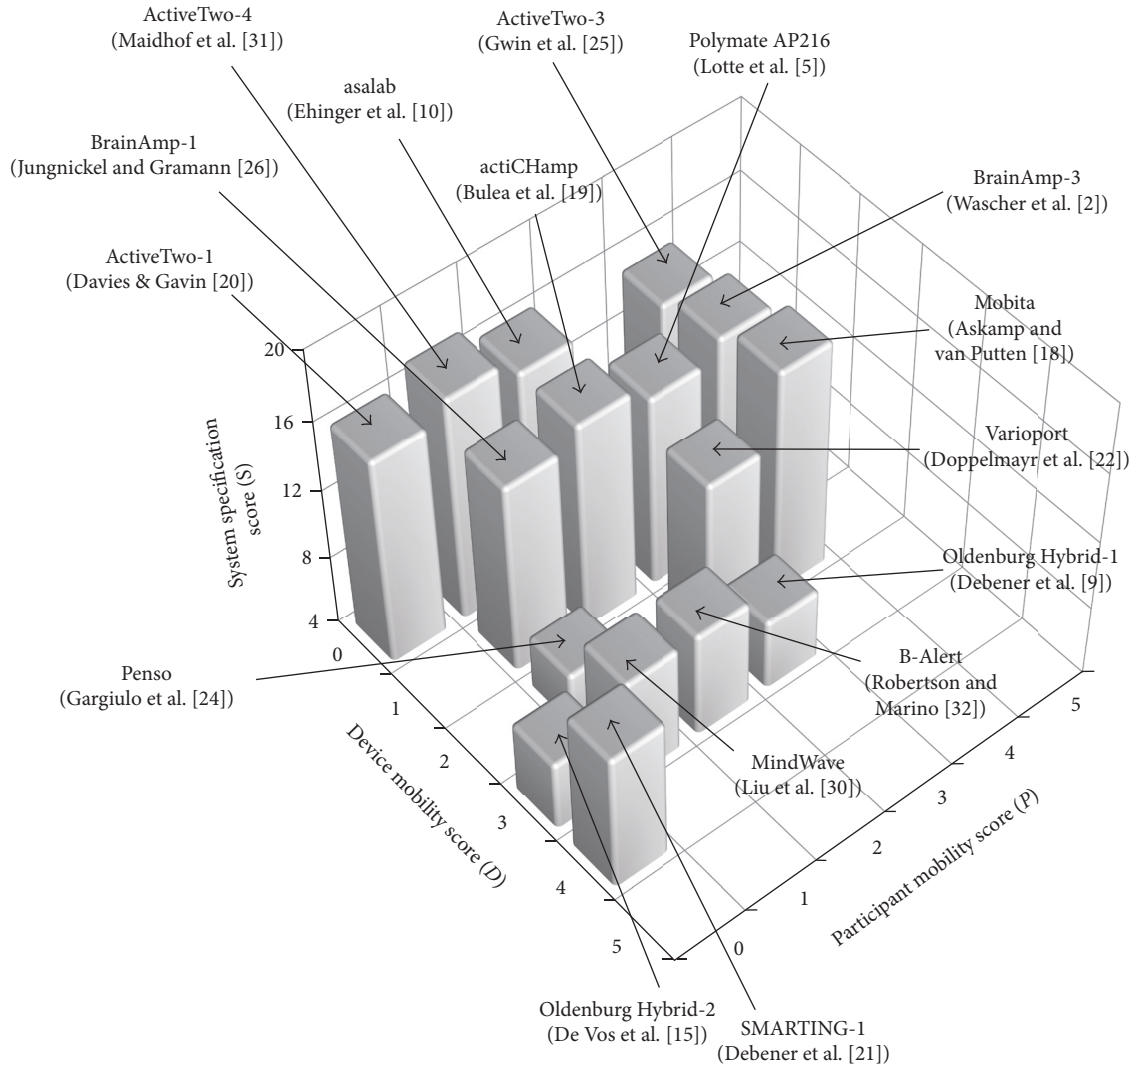 ActiveTwo-4
(Maidhof et al. [31])
ActiveTwo-3
(Gwin et al. [25])
Polymate AP216
(Lotte et al. [5])
asalab
(Ehinger et al. [10])
BrainAmp-1
(Jungnickel and Gramann [26])
actiCHamp
(Bulea et al. [19])
BrainAmp-3
(Wascher et al. [2])
ActiveTwo-1
(Davies & Gavin [20])
Mobita
(Askamp and
van Putten [18])
Varioport
(Doppelmayr et al. [22])
Oldenburg Hybrid-1
(Debener et al. [9])
B-Alert
(Robertson and
Marino [32])
Penso
(Gargiulo et al. [24])
MindWave
(Liu et al. [30])
Oldenburg Hybrid-2
(De Vos et al. [15])
SMARTING-1
(Debener et al. [21])
System specification
score (S)
20
16
12
8
4
Device mobility score (D)
0
1
2
3
4
5
Participant mobility score (P)
0
1
2
3
4
5